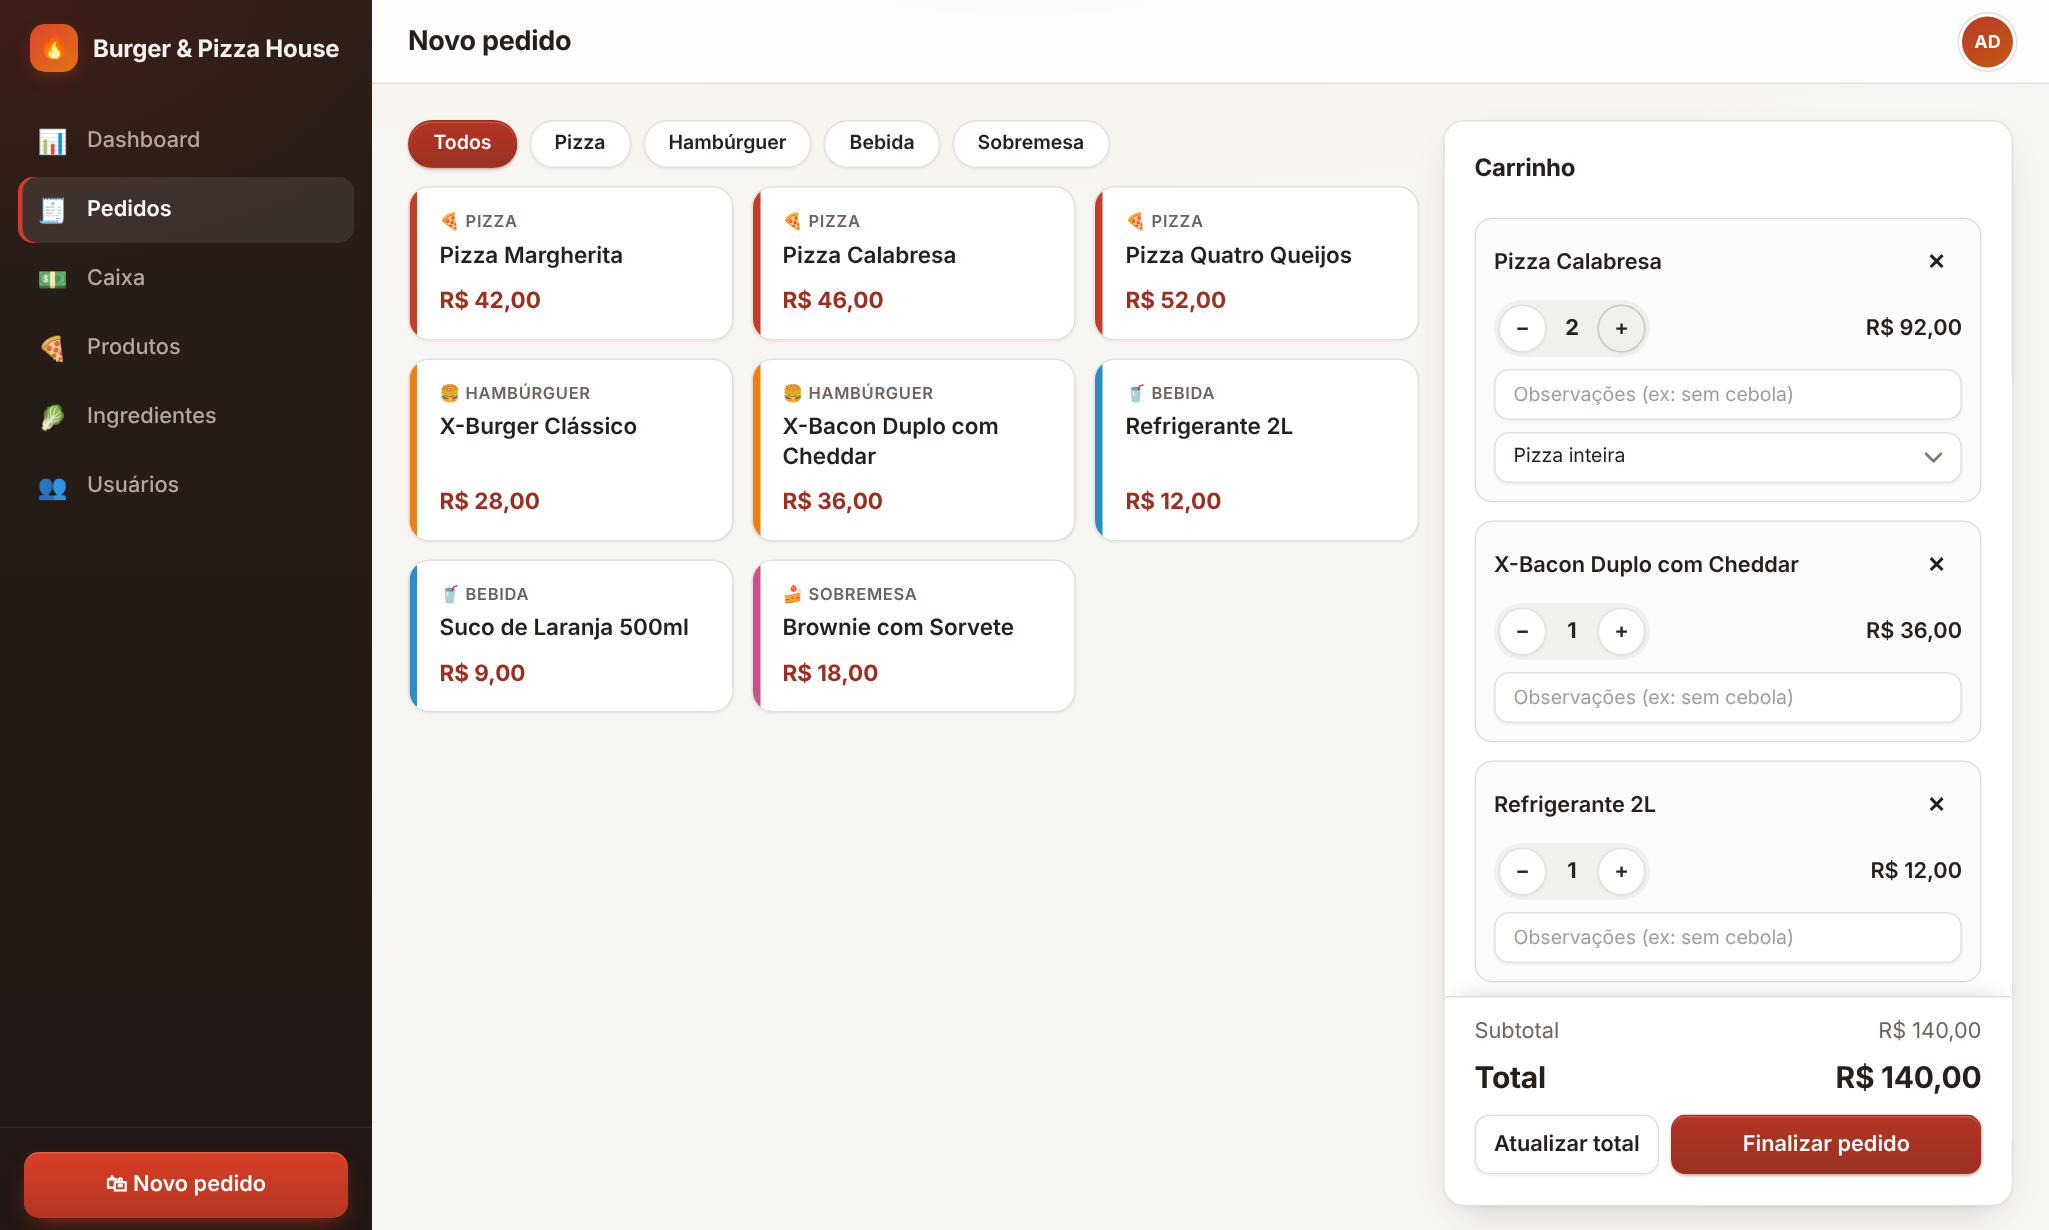 Burger & Pizza House
Dashboard
Pedidos
Caixa
Produtos
Ingredientes
Usuários
Novo pedido
Novo pedido
AD
Todos
Pizza
Hambúrguer
Bebida
Sobremesa
PIZZA
Pizza Margherita
R$ 42,00
PIZZA
Pizza Calabresa
R$ 46,00
PIZZA
Pizza Quatro Queijos
R$ 52,00
HAMBÚRGUER
X-Burger Clássico
R$ 28,00
HAMBÚRGUER
X-Bacon Duplo com
Cheddar
R$ 36,00
BEBIDA
Refrigerante 2L
R$ 12,00
BEBIDA
Suco de Laranja 500ml
R$ 9,00
SOBREMESA
Brownie com Sorvete
R$ 18,00
Carrinho
Pizza Calabresa ×
− 2 + R$ 92,00
Observações (ex: sem cebola)
Pizza inteira
X-Bacon Duplo com Cheddar ×
− 1 + R$ 36,00
Observações (ex: sem cebola)
Refrigerante 2L ×
− 1 + R$ 12,00
Observações (ex: sem cebola)
Subtotal R$ 140,00
Total R$ 140,00
Atualizar total
Finalizar pedido